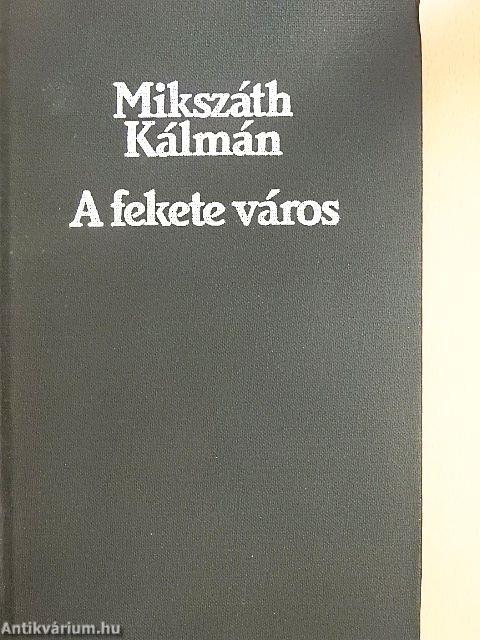 Mikszáth
Kálmán
A fekete város
Antikvárium.hu